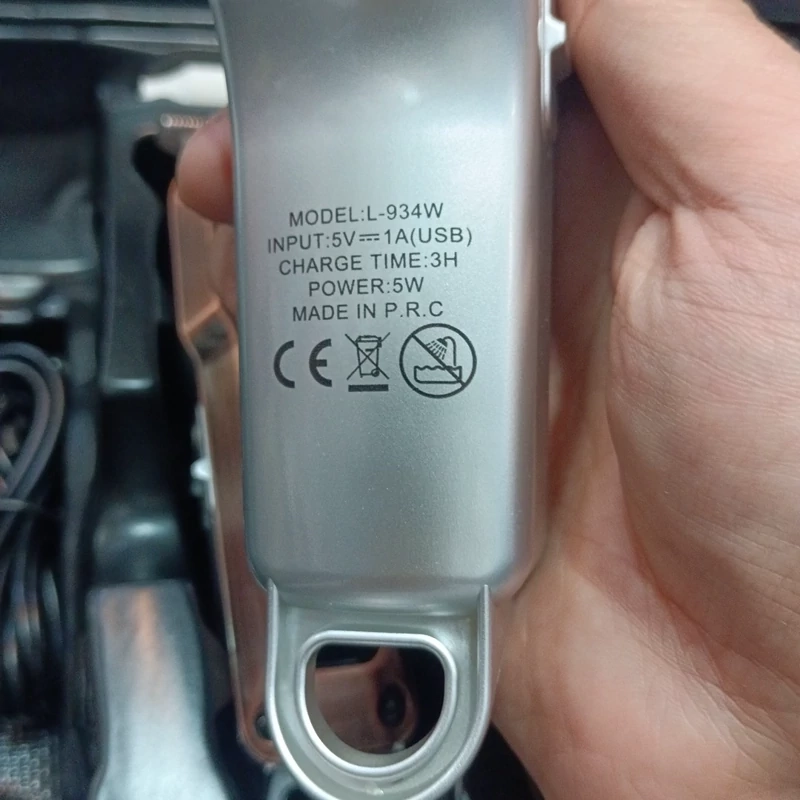 MODEL:L-934W
INPUT:5V⎓1A(USB)
CHARGE TIME:3H
POWER:5W
MADE IN P.R.C
CE